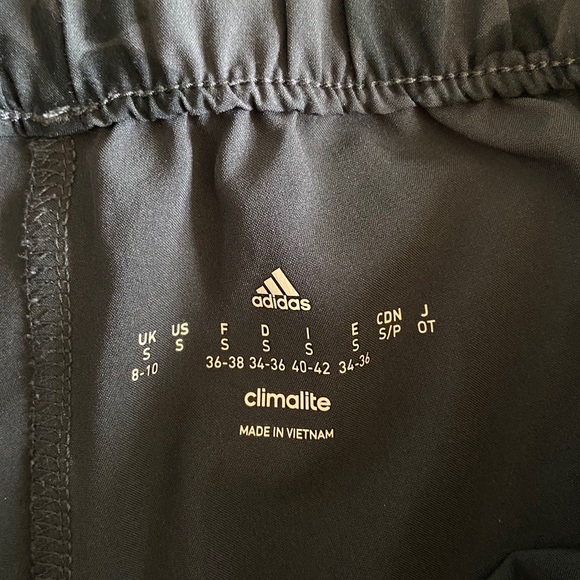 adidas
UK US F D I E CDN J
S S S S S S S/P OT
8-10 36-38 34-36 40-42 34-36
climalite
MADE IN VIETNAM